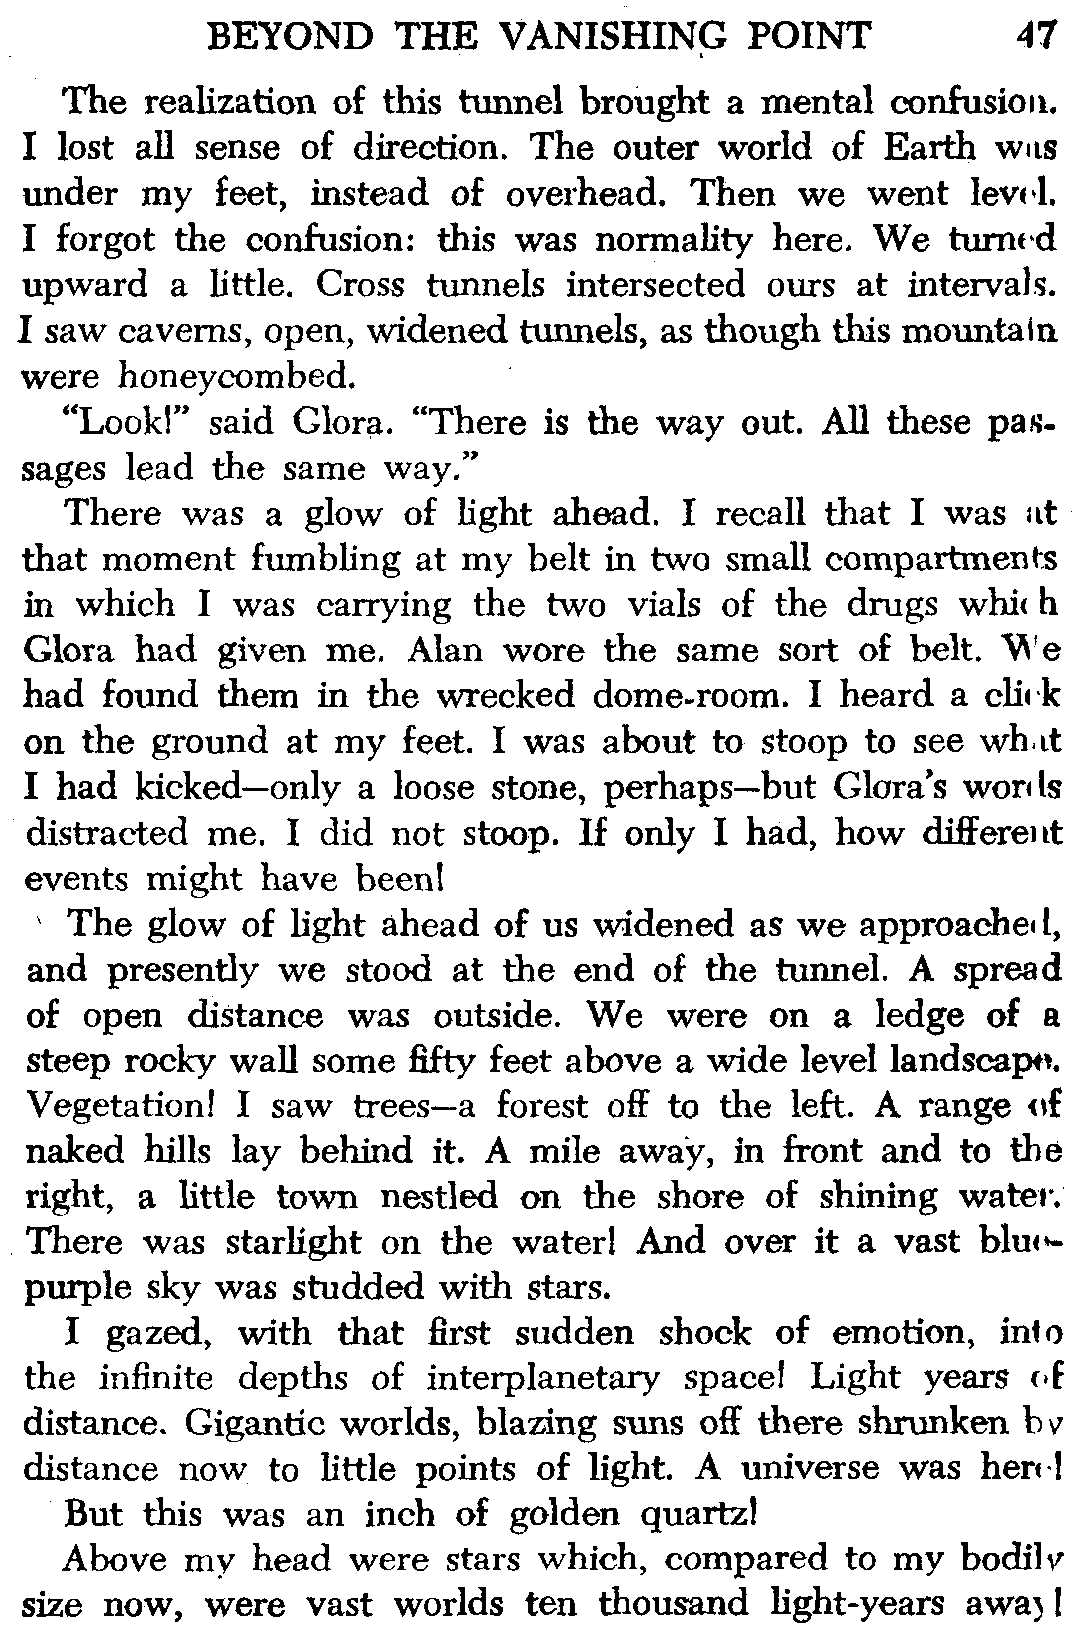 BEYOND THE VANISHING POINT 47
The realization of this tunnel brought a mental confusion.
I lost all sense of direction. The outer world of Earth was
under my feet, instead of overhead. Then we went level.
I forgot the confusion: this was normality here. We turned
upward a little. Cross tunnels intersected ours at intervals.
I saw caverns, open, widened tunnels, as though this mountain
were honeycombed.
“Look!” said Glora. “There is the way out. All these pas-
sages lead the same way.”
There was a glow of light ahead. I recall that I was at
that moment fumbling at my belt in two small compartments
in which I was carrying the two vials of the drugs which
Glora had given me. Alan wore the same sort of belt. We
had found them in the wrecked dome-room. I heard a click
on the ground at my feet. I was about to stoop to see what
I had kicked—only a loose stone, perhaps—but Glora’s words
distracted me. I did not stoop. If only I had, how different
events might have been!
The glow of light ahead of us widened as we approached,
and presently we stood at the end of the tunnel. A spread
of open distance was outside. We were on a ledge of a
steep rocky wall some fifty feet above a wide level landscape.
Vegetation! I saw trees—a forest off to the left. A range of
naked hills lay behind it. A mile away, in front and to the
right, a little town nestled on the shore of shining water.
There was starlight on the water! And over it a vast blue-
purple sky was studded with stars.
I gazed, with that first sudden shock of emotion, into
the infinite depths of interplanetary space! Light years of
distance. Gigantic worlds, blazing suns off there shrunken by
distance now to little points of light. A universe was here!
But this was an inch of golden quartz!
Above my head were stars which, compared to my bodily
size now, were vast worlds ten thousand light-years away!